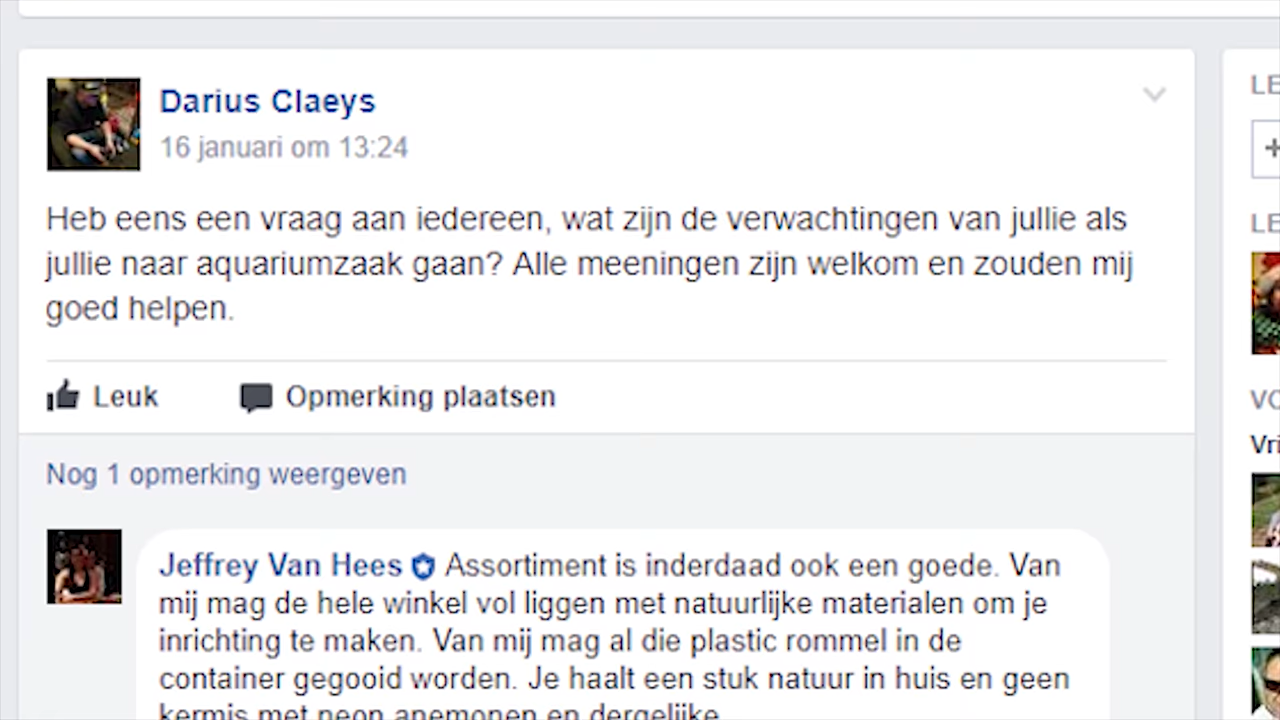 Darius Claeys
16 januari om 13:24
Heb eens een vraag aan iedereen, wat zijn de verwachtingen van jullie als
jullie naar aquariumzaak gaan? Alle meeningen zijn welkom en zouden mij
goed helpen.
Leuk Opmerking plaatsen
Nog 1 opmerking weergeven
Jeffrey Van Hees Assortiment is inderdaad ook een goede. Van
mij mag de hele winkel vol liggen met natuurlijke materialen om je
inrichting te maken. Van mij mag al die plastic rommel in de
container gegooid worden. Je haalt een stuk natuur in huis en geen
kermis met neon anemonen en dergelijke.
LE
+
LE
VO
Vri